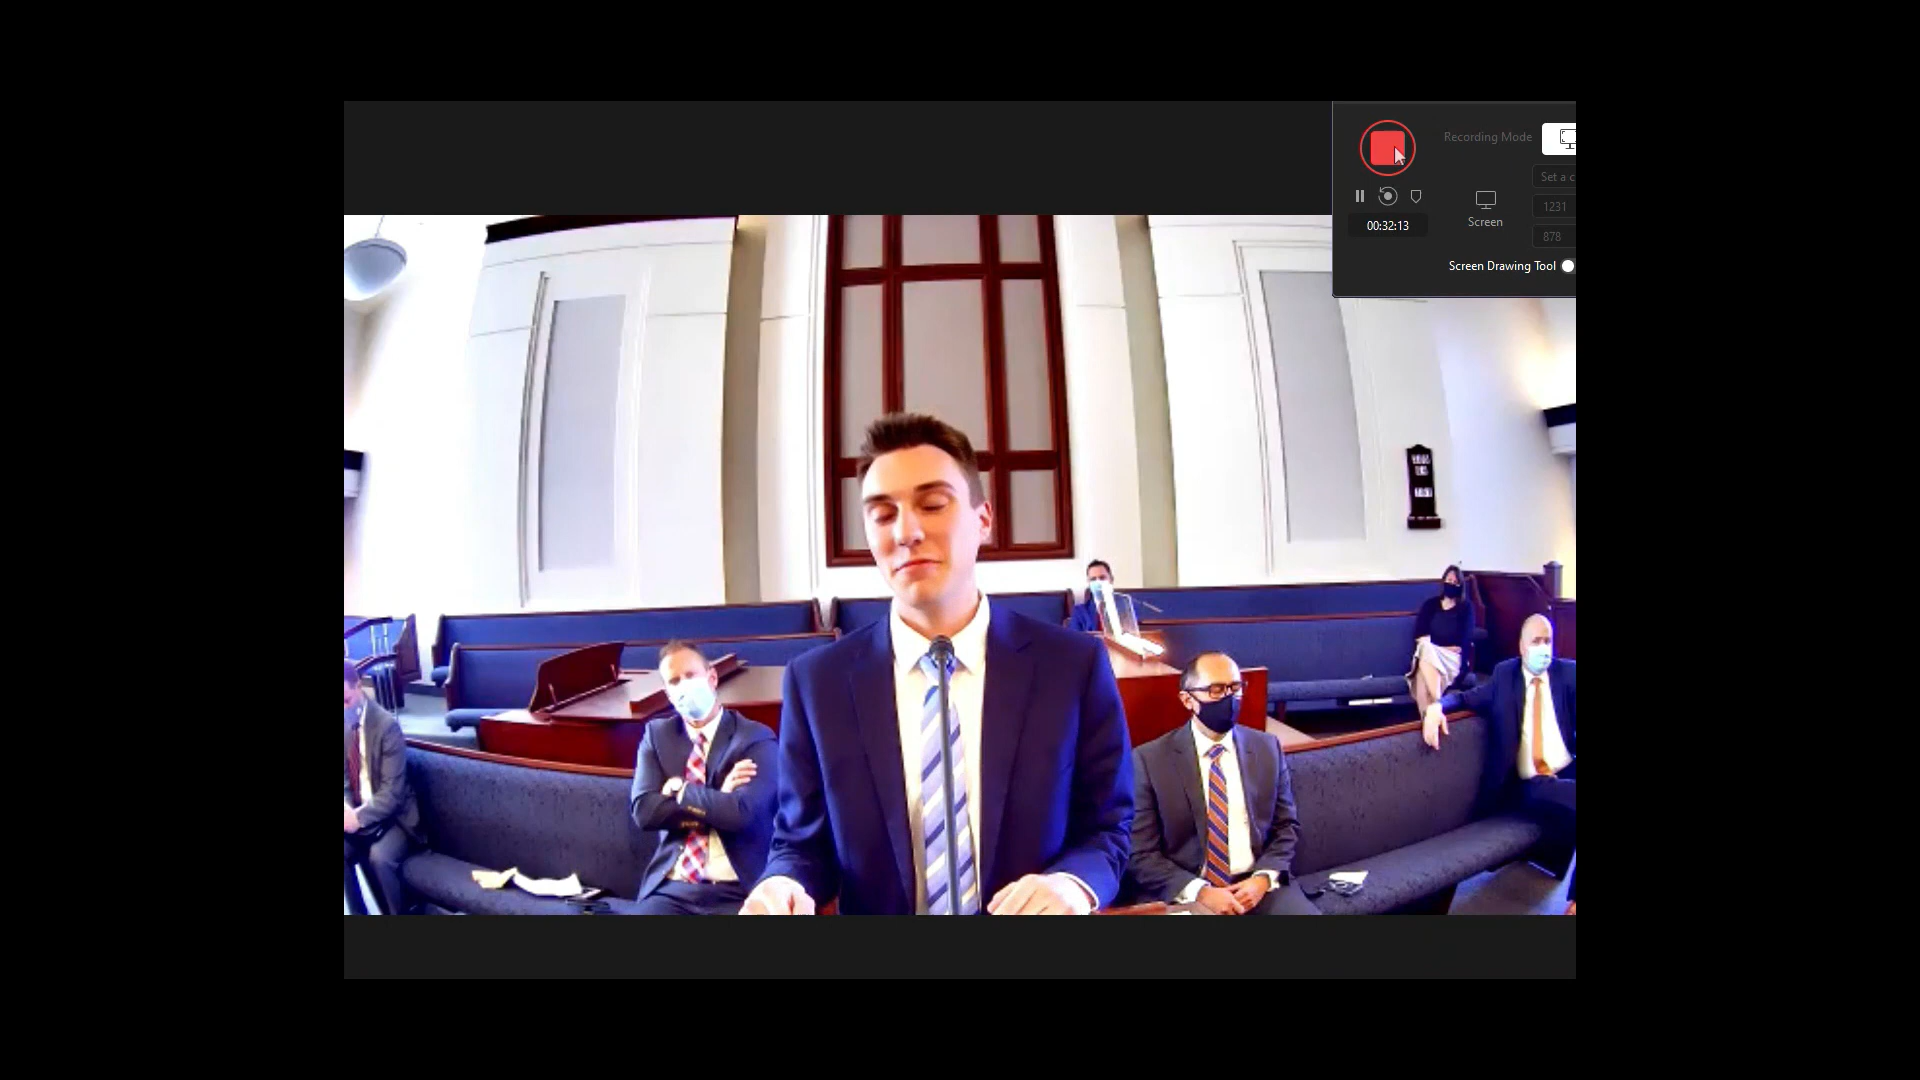 Recording Mode
Set a c
1231
Screen
00:32:13
878
Screen Drawing Tool